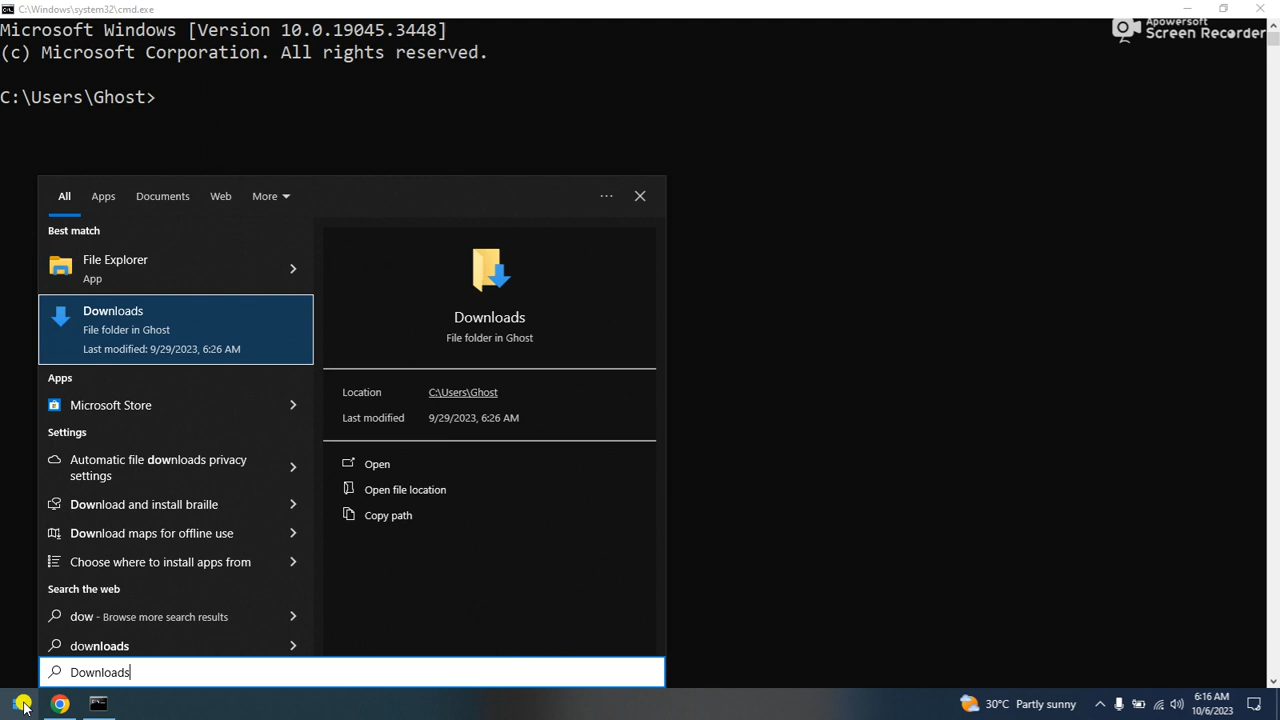 C:\Windows\system32\cmd.exe
Microsoft Windows [Version 10.0.19045.3448]
(c) Microsoft Corporation. All rights reserved.
Apowersoft
Screen Recorder
C:\Users\Ghost>
All Apps Documents Web More
Best match
File Explorer
App
Downloads
File folder in Ghost
Last modified: 9/29/2023, 6:26 AM
Apps
Microsoft Store
Settings
Automatic file downloads privacy
settings
Download and install braille
Download maps for offline use
Choose where to install apps from
Search the web
dow - Browse more search results
downloads
Downloads
Downloads
File folder in Ghost
Location C:\Users\Ghost
Last modified 9/29/2023, 6:26 AM
Open
Open file location
Copy path
30°C Partly sunny
6:16 AM
10/6/2023